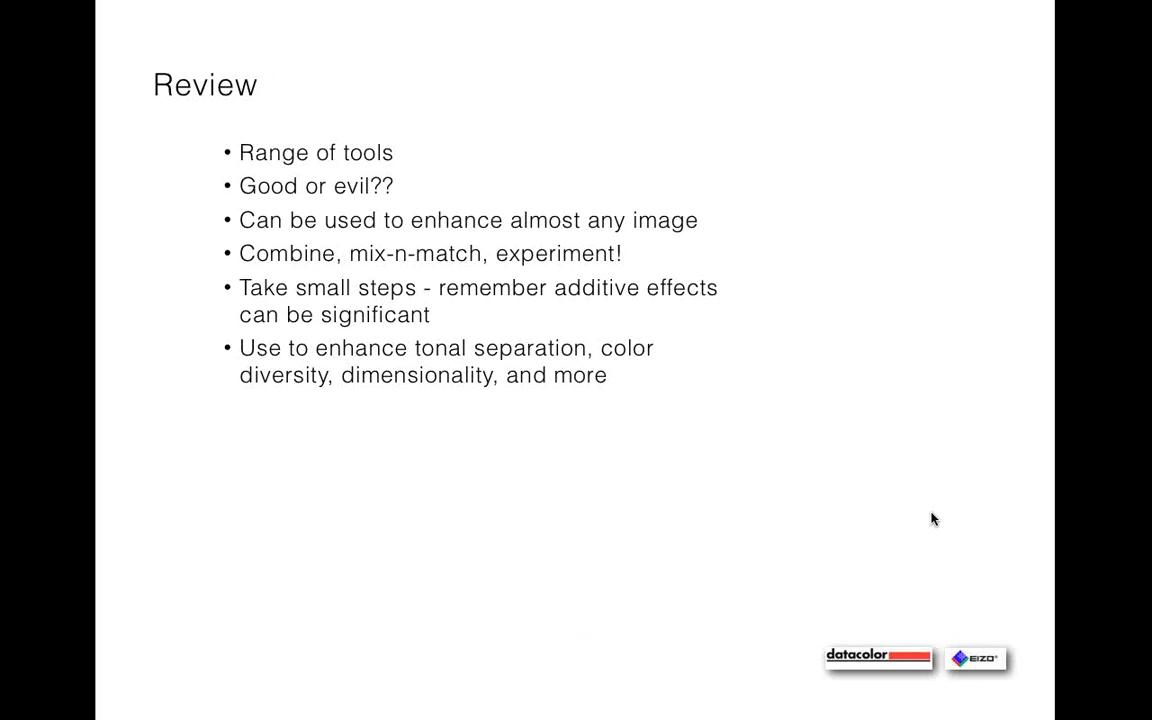 Review
• Range of tools
• Good or evil??
• Can be used to enhance almost any image
• Combine, mix-n-match, experiment!
• Take small steps - remember additive effects
can be significant
• Use to enhance tonal separation, color
diversity, dimensionality, and more
datacolor
EIZO®